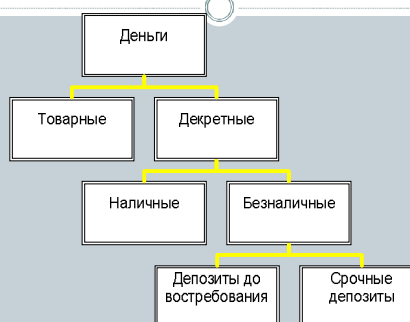 Деньги
Товарные
Декретные
Наличные
Безналичные
Депозиты до
востребования
Срочные
депозиты